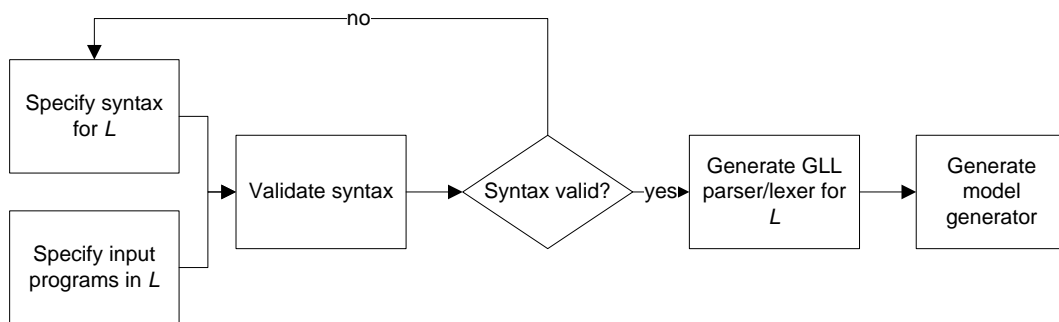 no
Specify syntax
for L
Specify input
programs in L
Validate syntax
Syntax valid?
yes
Generate GLL
parser/lexer for
L
Generate
model
generator